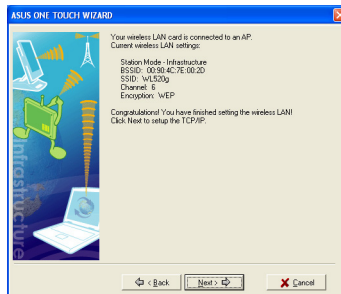 ASUS ONE TOUCH WIZARD
Your wireless LAN card is connected to an AP.
Current wireless LAN settings:
Station Mode - Infrastructure
BSSID: 00:90:4C:7E:00:2D
SSID: WL520g
Channel: 6
Encryption: WEP
Congratulations! You have finished setting the wireless LAN!
Click Next to setup the TCP/IP.
Infrastructure
< Back
Next >
Cancel